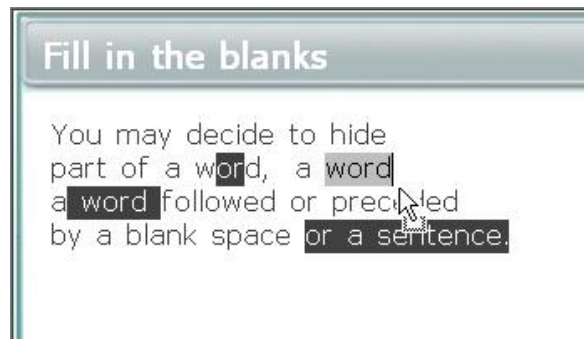 Fill in the blanks
You may decide to hide
part of a word, a word
a word followed or preceded
by a blank space or a sentence.